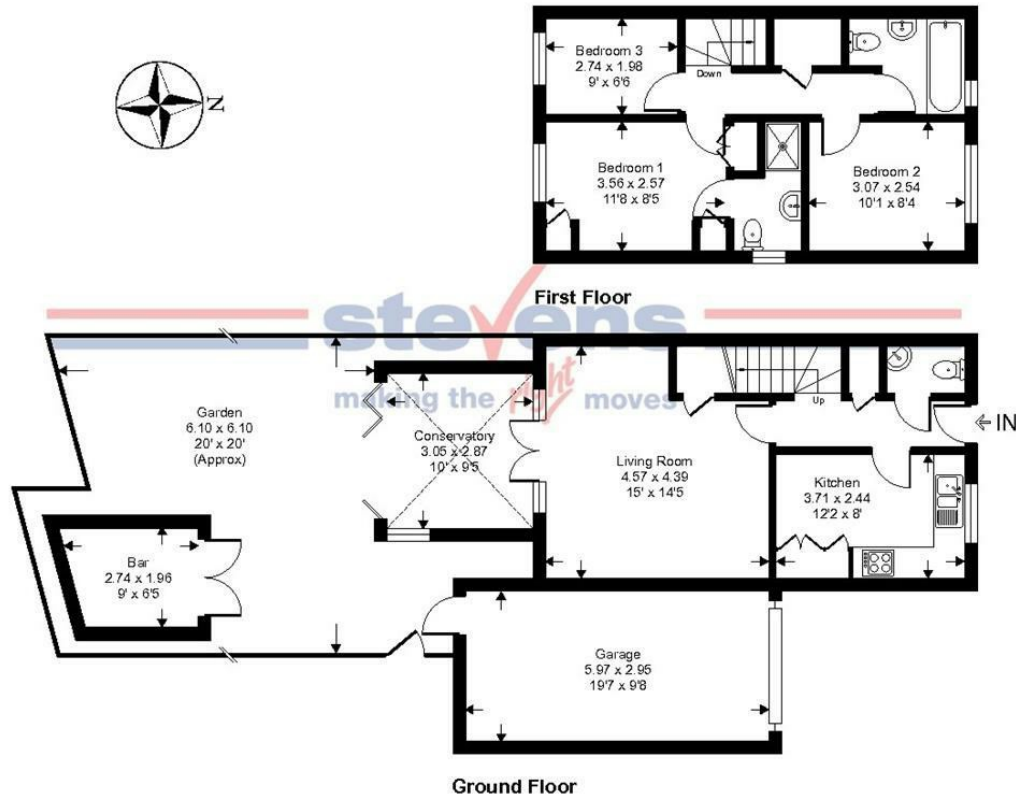 N
Bedroom 3
2.74 x 1.98
9' x 6'6
Down
Bedroom 1
3.56 x 2.57
11'8 x 8'5
Bedroom 2
3.07 x 2.54
10'1 x 8'4
First Floor
stevens
making the right moves
Garden
6.10 x 6.10
20' x 20'
(Approx)
Conservatory
3.05 x 2.87
10' x 9'5
Living Room
4.57 x 4.39
15' x 14'5
Up
IN
Kitchen
3.71 x 2.44
12'2 x 8'
Bar
2.74 x 1.96
9' x 6'5
Garage
5.97 x 2.95
19'7 x 9'8
Ground Floor